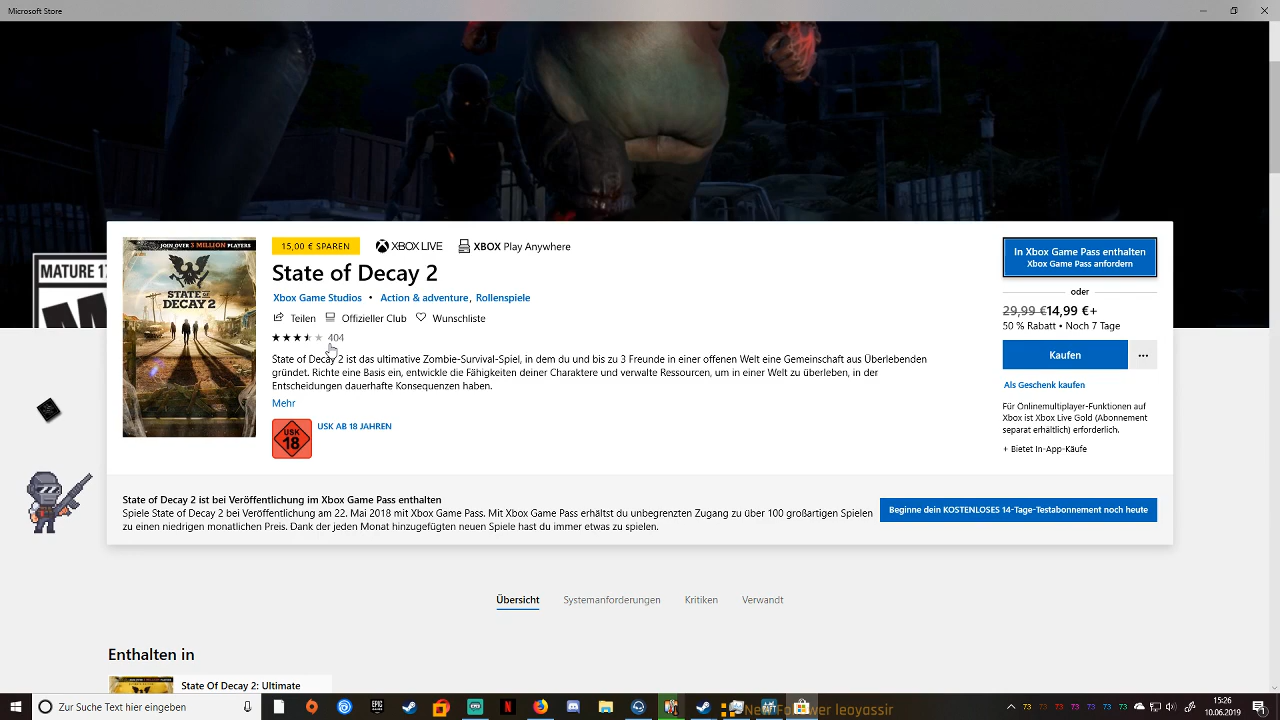 Microsoft Store
MATURE 17
M
JOIN OVER 3 MILLION PLAYERS
STATE OF
DECAY 2
15,00 € SPAREN
XBOX LIVE
XBOX Play Anywhere
State of Decay 2
Xbox Game Studios • Action & adventure, Rollenspiele
Teilen Offizieller Club Wunschliste
404
State of Decay 2 ist das ultimative Zombie-Survival-Spiel, in dem du und bis zu 3 Freunde in einer offenen Welt eine Gemeinschaft aus Überlebenden
gründet. Richte eine Basis ein, entwickle die Fähigkeiten deiner Charaktere und verwalte Ressourcen, um in einer Welt zu überleben, in der
Entscheidungen dauerhafte Konsequenzen haben.
Mehr
USK
18
USK AB 18 JAHREN
In Xbox Game Pass enthalten
Xbox Game Pass anfordern
oder
29,99 €14,99 €+
50 % Rabatt • Noch 7 Tage
Kaufen
Als Geschenk kaufen
Für Onlinemultiplayer-Funktionen auf
Xbox ist Xbox Live Gold (Abonnement
separat erhältlich) erforderlich.
+ Bietet In-App-Käufe
State of Decay 2 ist bei Veröffentlichung im Xbox Game Pass enthalten
Spiele State of Decay 2 bei Veröffentlichung am 22. Mai 2018 mit Xbox Game Pass. Mit Xbox Game Pass erhältst du unbegrenzten Zugang zu über 100 großartigen Spielen
zu einen niedrigen monatlichen Preis. Dank der jeden Monat hinzugefügten neuen Spiele hast du immer etwas zu spielen.
Beginne dein KOSTENLOSES 14-Tage-Testabonnement noch heute
Übersicht Systemanforderungen Kritiken Verwandt
Enthalten in
State Of Decay 2: Ultimate
Zur Suche Text hier eingeben
EPIC
New Follower leoyassir
73 73 73 73 73 73
15:26
10.06.2019